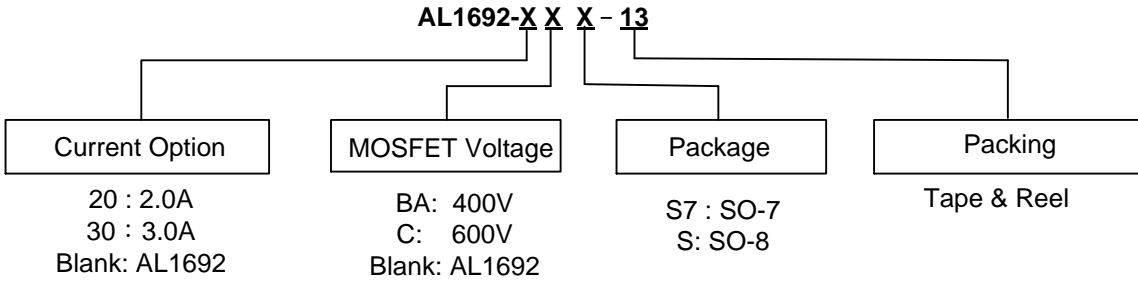 AL1692-X X X - 13
Current Option
20 : 2.0A
30：3.0A
Blank: AL1692
MOSFET Voltage
BA: 400V
C: 600V
Blank: AL1692
Package
S7 : SO-7
S: SO-8
Packing
Tape & Reel